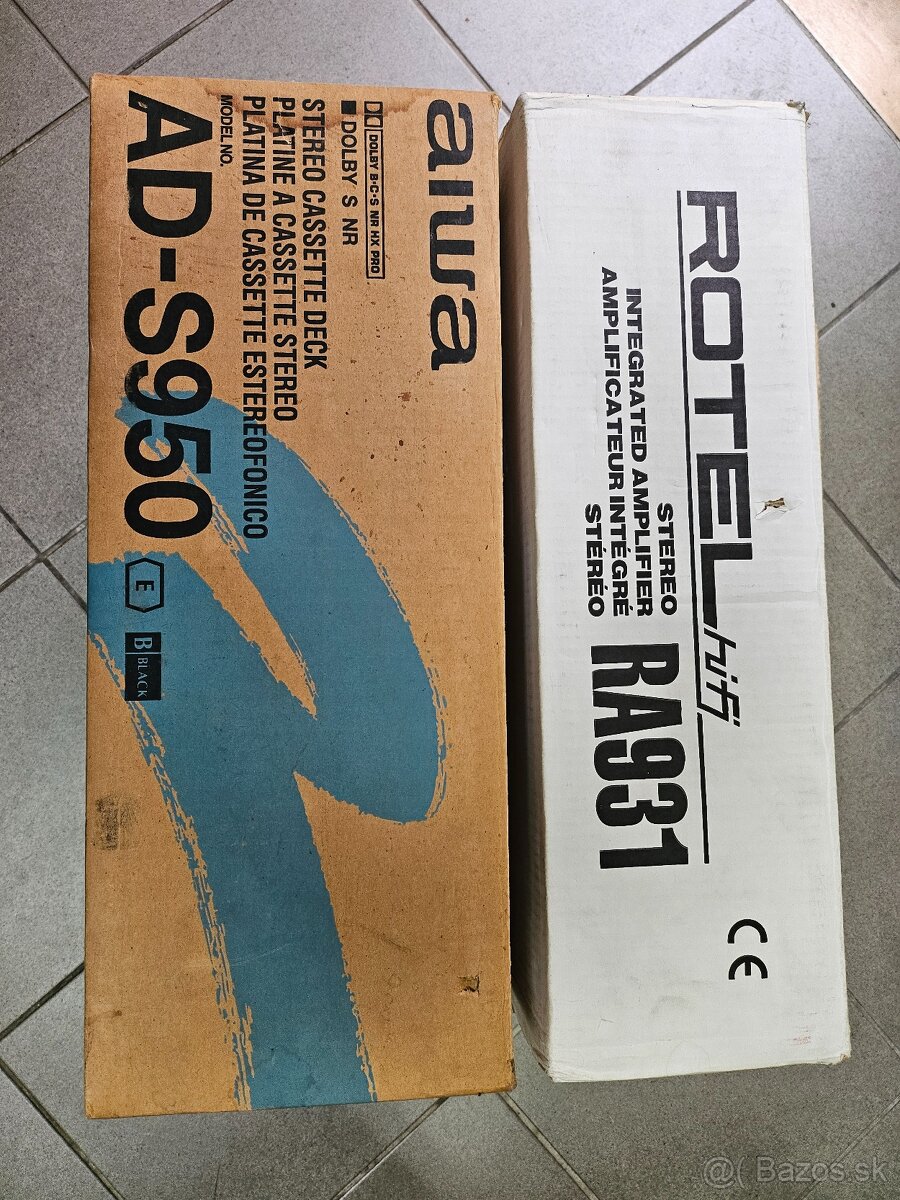 aiwa
DOLBY B·C·S NR HX PRO
■ DOLBY S NR
STEREO CASSETTE DECK
PLATINE A CASSETTE STEREO
PLATINA DE CASSETTE ESTEREOFONICO
MODEL NO.
AD-S950
E
B BLACK
ROTEL hifi
STEREO
INTEGRATED AMPLIFIER
AMPLIFICATEUR INTÉGRÉ
STÉRÉO
RA931
CE
@( Bazos.sk